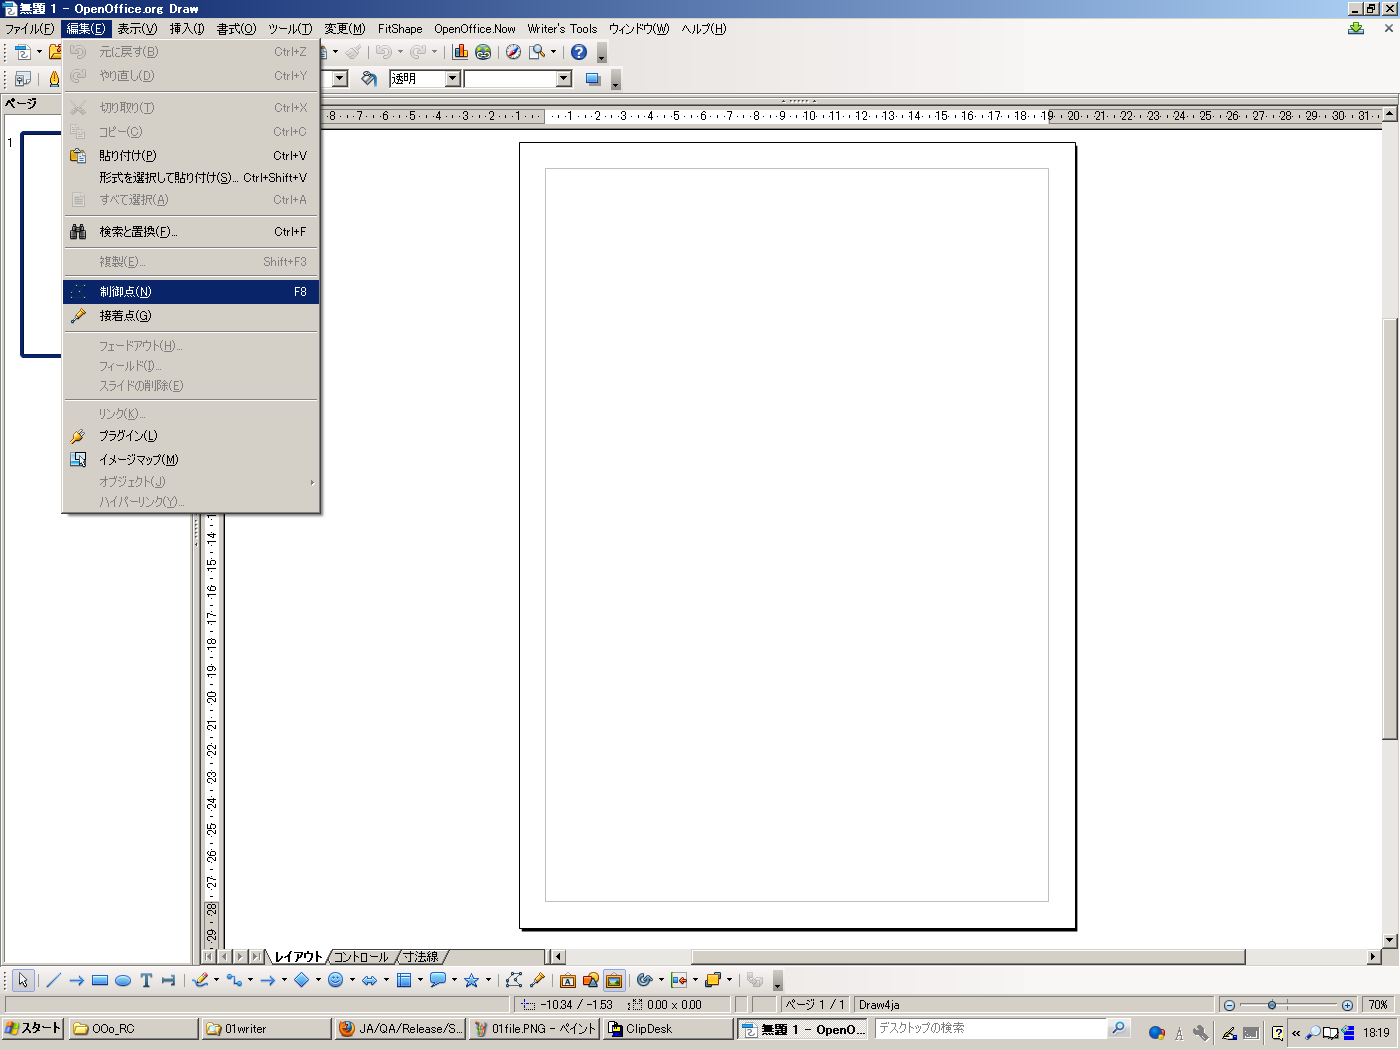 無題 1 - OpenOffice.org Draw
ファイル(F) 編集(E) 表示(V) 挿入(I) 書式(O) ツール(T) 変更(M) FitShape OpenOffice.Now Writer's Tools ウィンドウ(W) ヘルプ(H)
元に戻す(B) Ctrl+Z
やり直し(D) Ctrl+Y
透明
切り取り(T) Ctrl+X
コピー(C) Ctrl+C
貼り付け(P) Ctrl+V
形式を選択して貼り付け(S)... Ctrl+Shift+V
すべて選択(A) Ctrl+A
検索と置換(F)... Ctrl+F
複製(E)... Shift+F3
制御点(N) F8
接着点(G)
フェードアウト(H)...
フィールド(I)...
スライドの削除(E)
リンク(K)...
プラグイン(L)
イメージマップ(M)
オブジェクト(J)
ハイパーリンク(Y)...
ページ
1
8 7 6 5 4 3 2 1 1 2 3 4 5 6 7 8 9 10 11 12 13 14 15 16 17 18 19 20 21 22 23 24 25 26 27 28 29 30 31
14 15 16 17 18 19 20 21 22 23 24 25 26 27 28 29
レイアウト コントロール 寸法線
-10.34 / -1.53 0.00 x 0.00 ページ 1 / 1 Draw4ja 70%
スタート OOo_RC 01writer JA/QA/Release/S... 01file.PNG - ペイント ClipDesk 無題 1 - OpenO... デスクトップの検索 A « 18:19